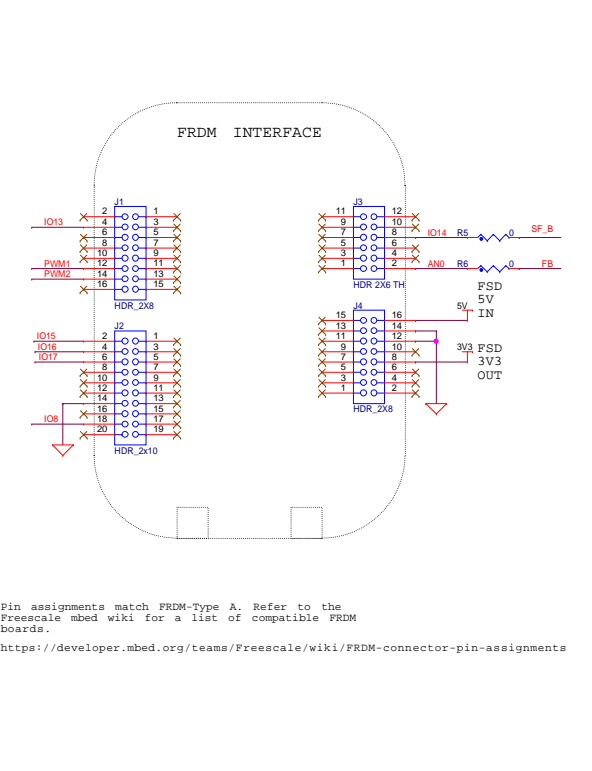 FRDM INTERFACE
J1
2 1
IO13 4 3
6 5
8 7
10 9
PWM1 12 11
PWM2 14 13
16 15
HDR_2X8
J2
IO15 2 1
IO16 4 3
IO17 6 5
8 7
10 9
12 11
14 13
16 15
IO8 18 17
20 19
HDR_2x10
J3
11 12
9 10
7 8 IO14 R5 0 SF_B
5 6
3 4
1 2 AN0 R6 0 FB
HDR 2X6 TH
FSD
5V
IN
J4
15 16 5V
13 14
11 12
9 10
7 8 3V3
5 6
3 4
1 2
HDR_2X8
FSD
3V3
OUT
Pin assignments match FRDM-Type A. Refer to the
Freescale mbed wiki for a list of compatible FRDM
boards.
https://developer.mbed.org/teams/Freescale/wiki/FRDM-connector-pin-assignments